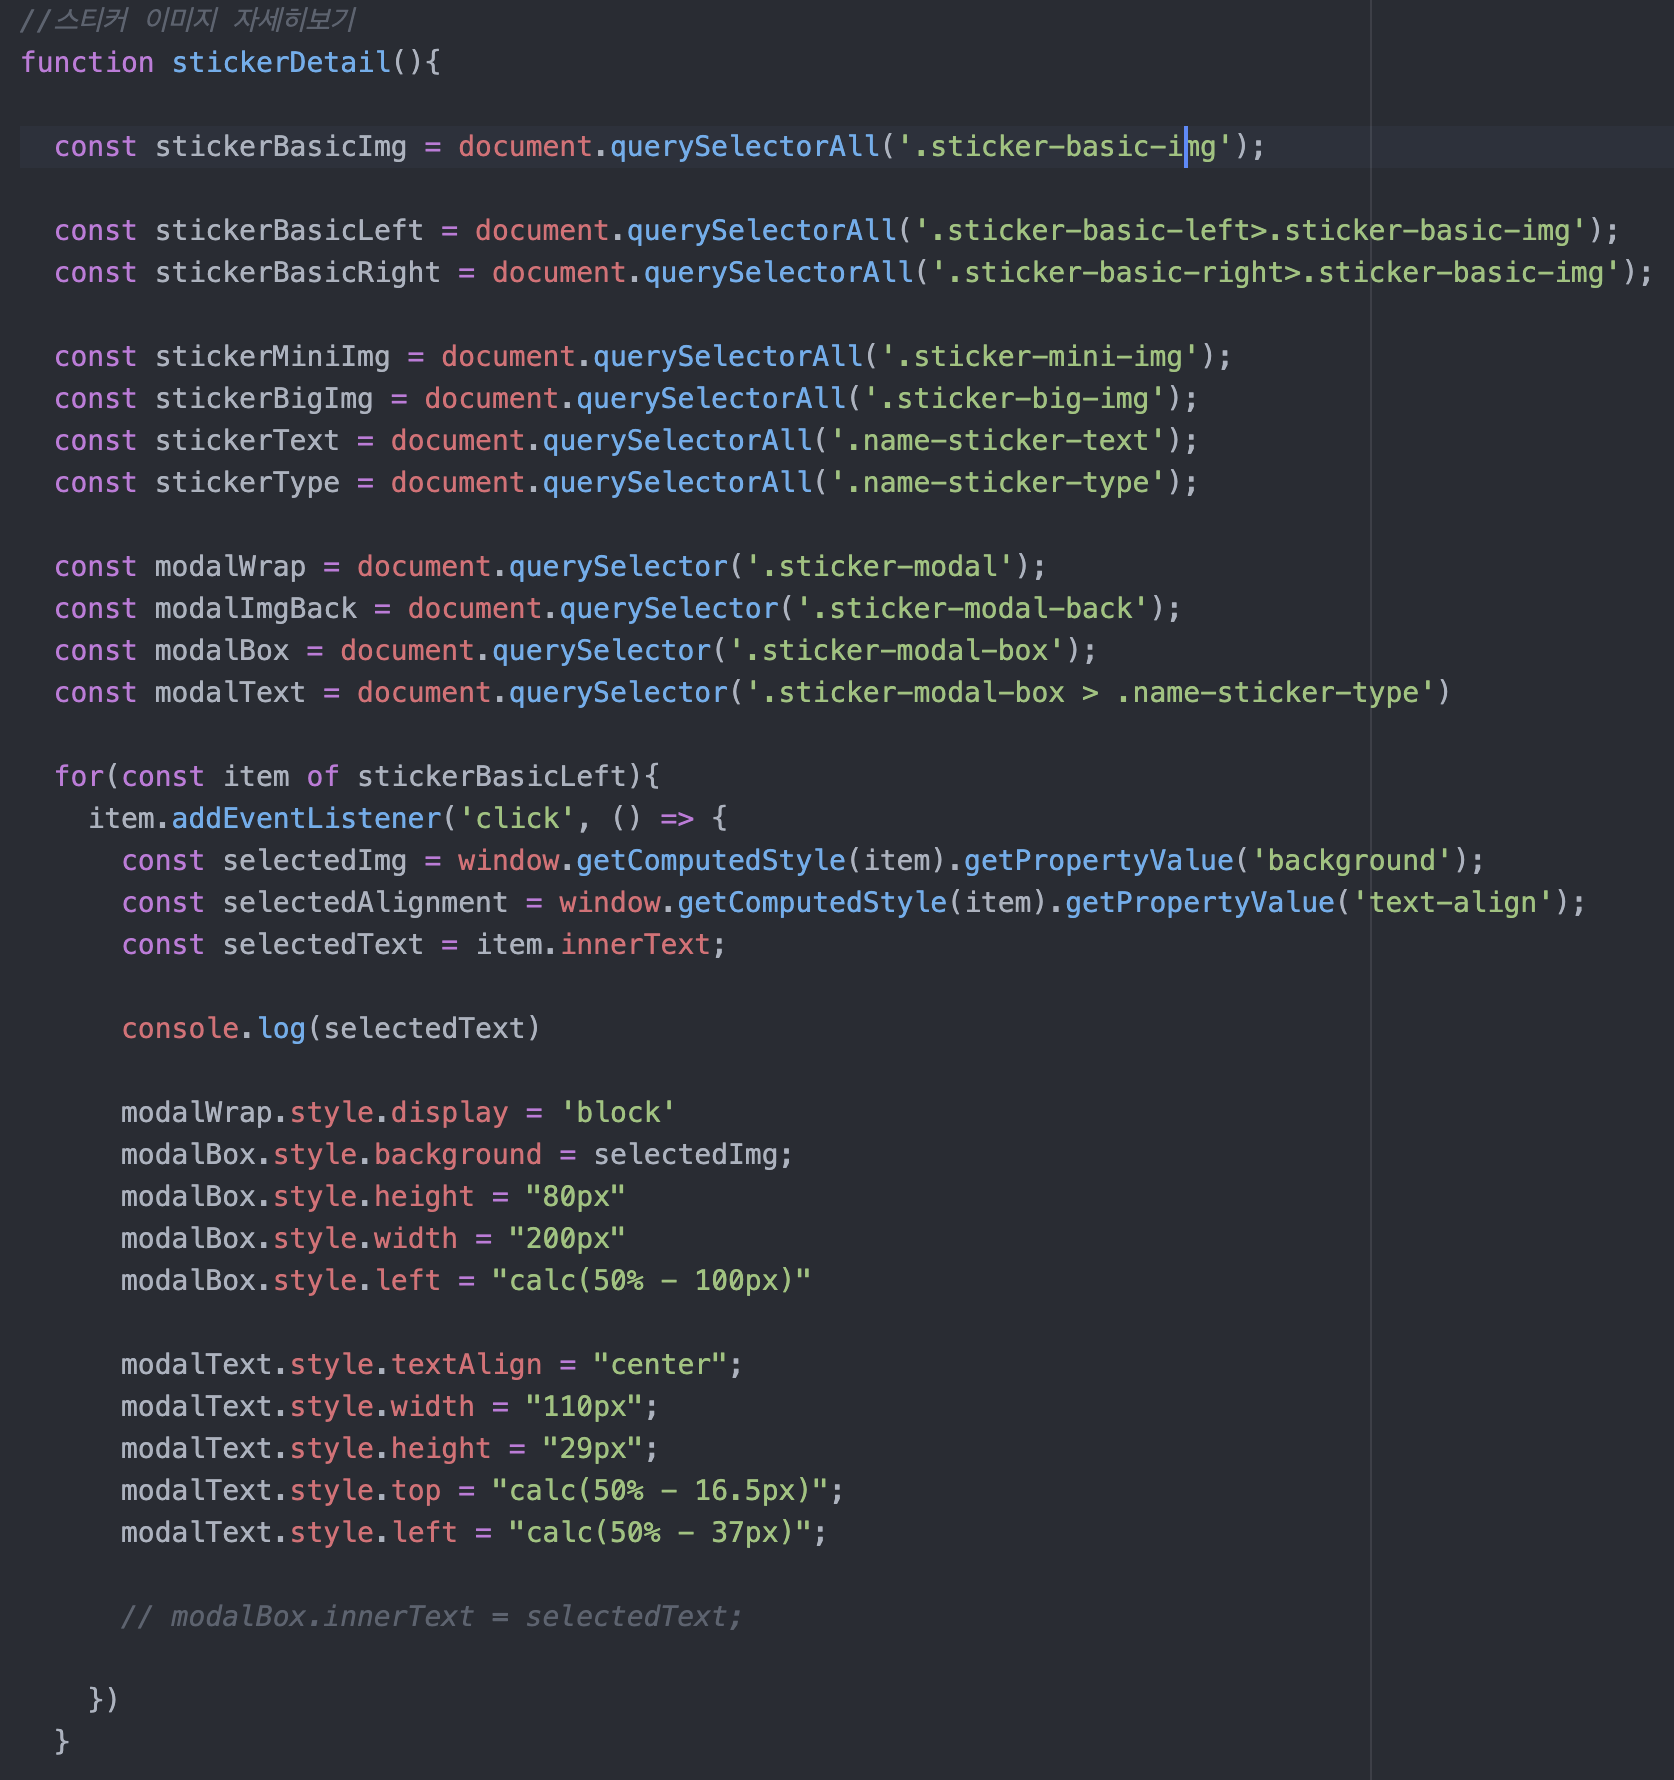 //스티커 이미지 자세히보기
function stickerDetail(){
const stickerBasicImg = document.querySelectorAll('.sticker-basic-img');
const stickerBasicLeft = document.querySelectorAll('.sticker-basic-left>.sticker-basic-img');
const stickerBasicRight = document.querySelectorAll('.sticker-basic-right>.sticker-basic-img');
const stickerMiniImg = document.querySelectorAll('.sticker-mini-img');
const stickerBigImg = document.querySelectorAll('.sticker-big-img');
const stickerText = document.querySelectorAll('.name-sticker-text');
const stickerType = document.querySelectorAll('.name-sticker-type');
const modalWrap = document.querySelector('.sticker-modal');
const modalImgBack = document.querySelector('.sticker-modal-back');
const modalBox = document.querySelector('.sticker-modal-box');
const modalText = document.querySelector('.sticker-modal-box > .name-sticker-type')
for(const item of stickerBasicLeft){
item.addEventListener('click', () => {
const selectedImg = window.getComputedStyle(item).getPropertyValue('background');
const selectedAlignment = window.getComputedStyle(item).getPropertyValue('text-align');
const selectedText = item.innerText;
console.log(selectedText)
modalWrap.style.display = 'block'
modalBox.style.background = selectedImg;
modalBox.style.height = "80px"
modalBox.style.width = "200px"
modalBox.style.left = "calc(50% - 100px)"
modalText.style.textAlign = "center";
modalText.style.width = "110px";
modalText.style.height = "29px";
modalText.style.top = "calc(50% - 16.5px)";
modalText.style.left = "calc(50% - 37px)";
// modalBox.innerText = selectedText;
})
}